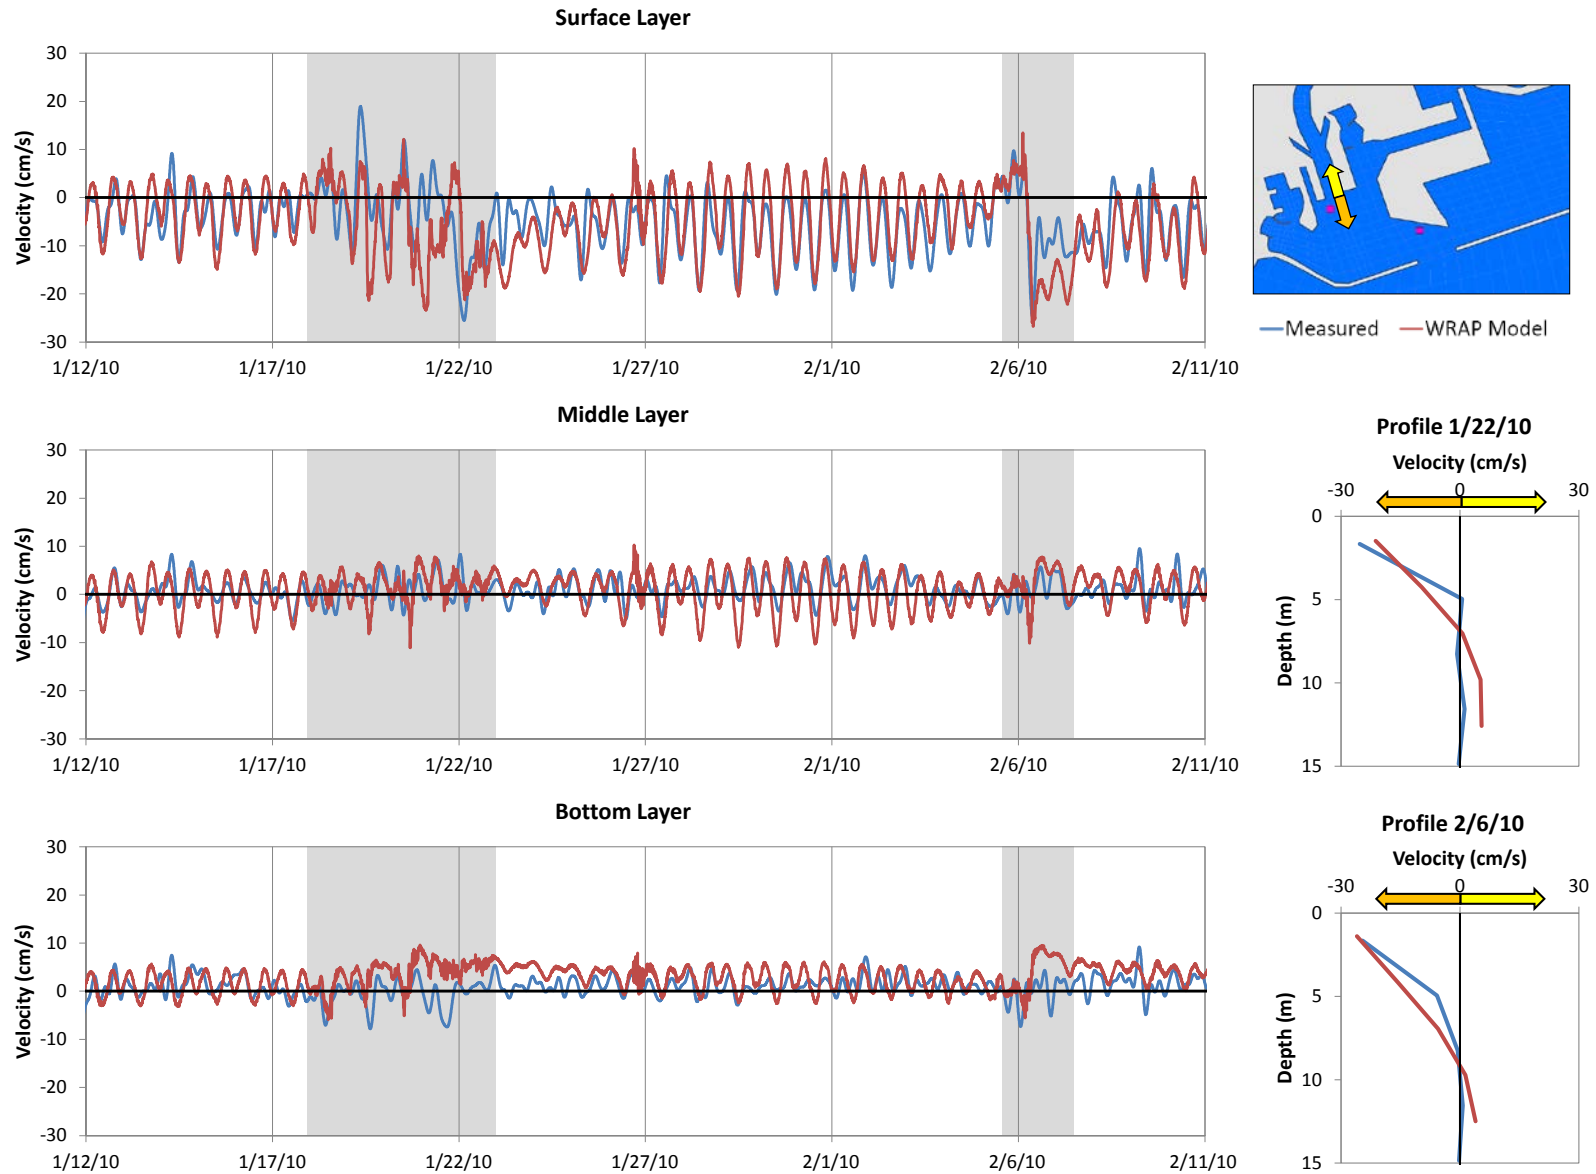 Surface Layer
30
20
10
0
-10
-20
-30
Velocity (cm/s)
1/12/10 1/17/10 1/22/10 1/27/10 2/1/10 2/6/10 2/11/10
Measured WRAP Model
Middle Layer
30
20
10
0
-10
-20
-30
Velocity (cm/s)
1/12/10 1/17/10 1/22/10 1/27/10 2/1/10 2/6/10 2/11/10
Profile 1/22/10
Velocity (cm/s)
-30 0 30
0
5
10
15
Depth (m)
Bottom Layer
30
20
10
0
-10
-20
-30
Velocity (cm/s)
1/12/10 1/17/10 1/22/10 1/27/10 2/1/10 2/6/10 2/11/10
Profile 2/6/10
Velocity (cm/s)
-30 0 30
0
5
10
15
Depth (m)